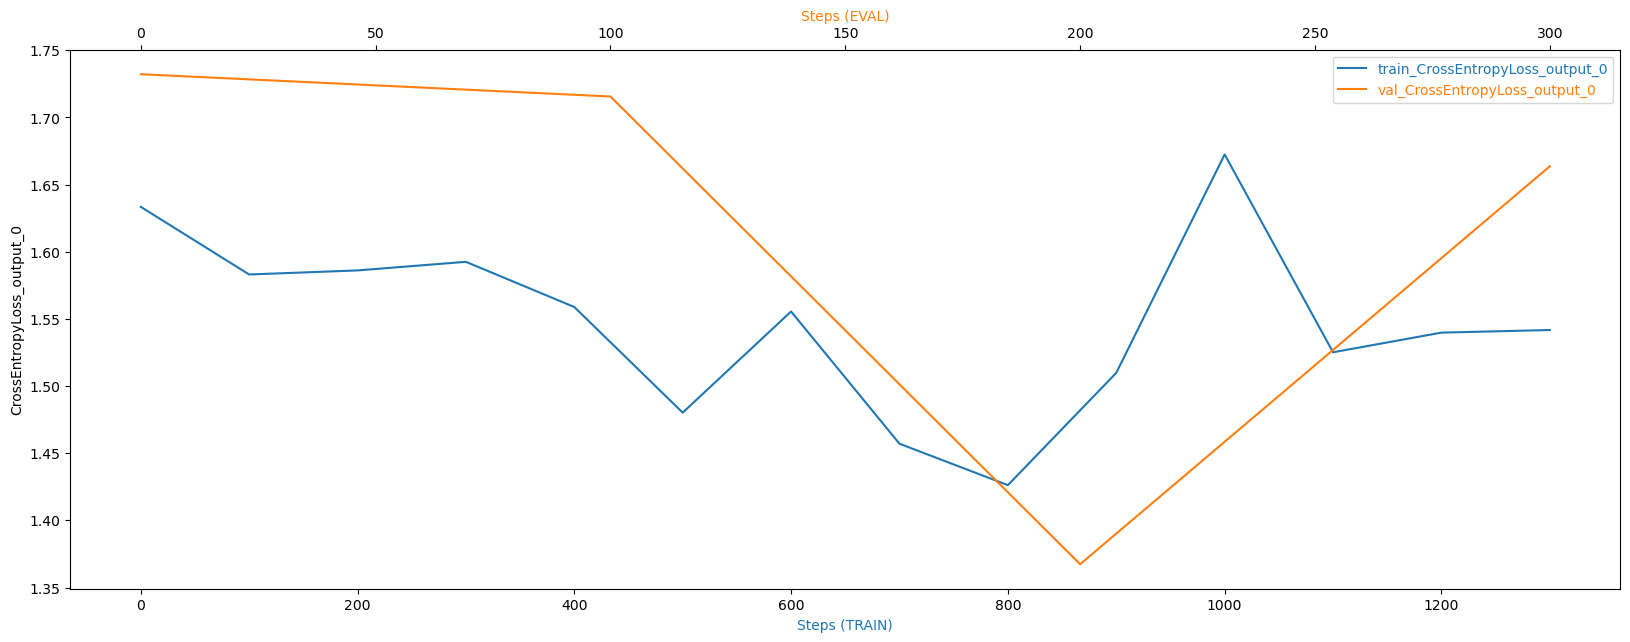 Steps (EVAL)
0 50 100 150 200 250 300
train_CrossEntropyLoss_output_0
val_CrossEntropyLoss_output_0
CrossEntropyLoss_output_0
1.75
1.70
1.65
1.60
1.55
1.50
1.45
1.40
1.35
0 200 400 600 800 1000 1200
Steps (TRAIN)